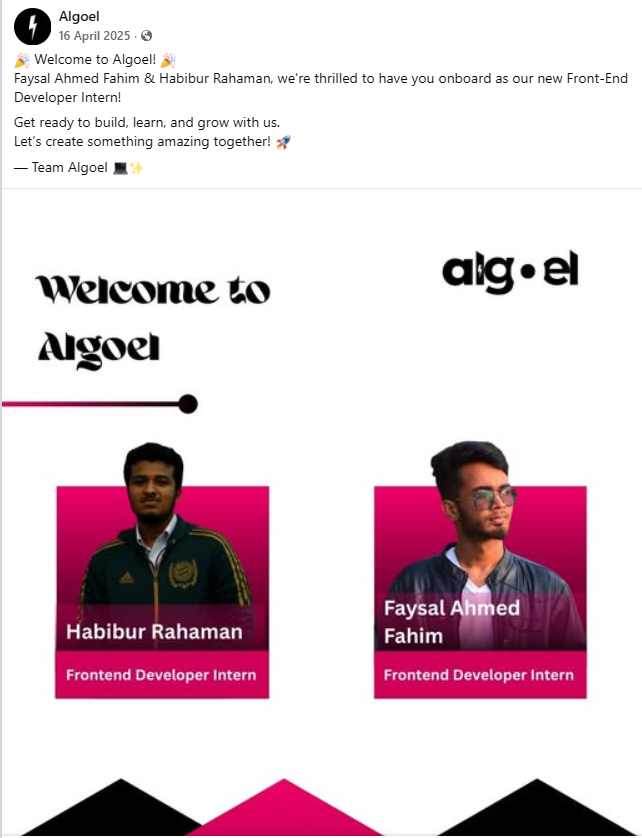 Algoel
16 April 2025 ·
🎉 Welcome to Algoel! 🎉
Faysal Ahmed Fahim & Habibur Rahaman, we're thrilled to have you onboard as our new Front-End
Developer Intern!
Get ready to build, learn, and grow with us.
Let's create something amazing together! 🚀
— Team Algoel 💻✨
Welcome to
Algoel
alg•el
adidas
Habibur Rahaman
Frontend Developer Intern
Faysal Ahmed
Fahim
Frontend Developer Intern